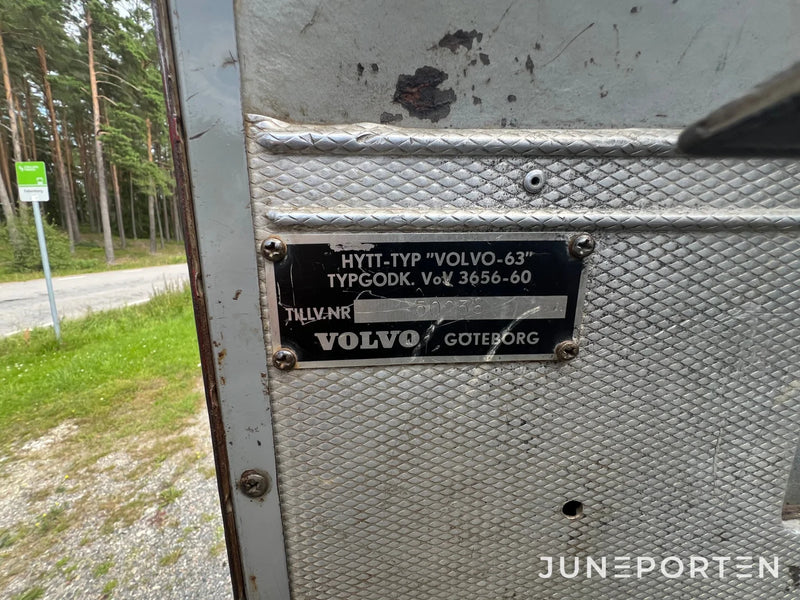 HYTT-TYP "VOLVO-63"
TYPGODK. VoV 3656-60
TILLV.NR
VOLVO GÖTEBORG
JUNEPORTEN